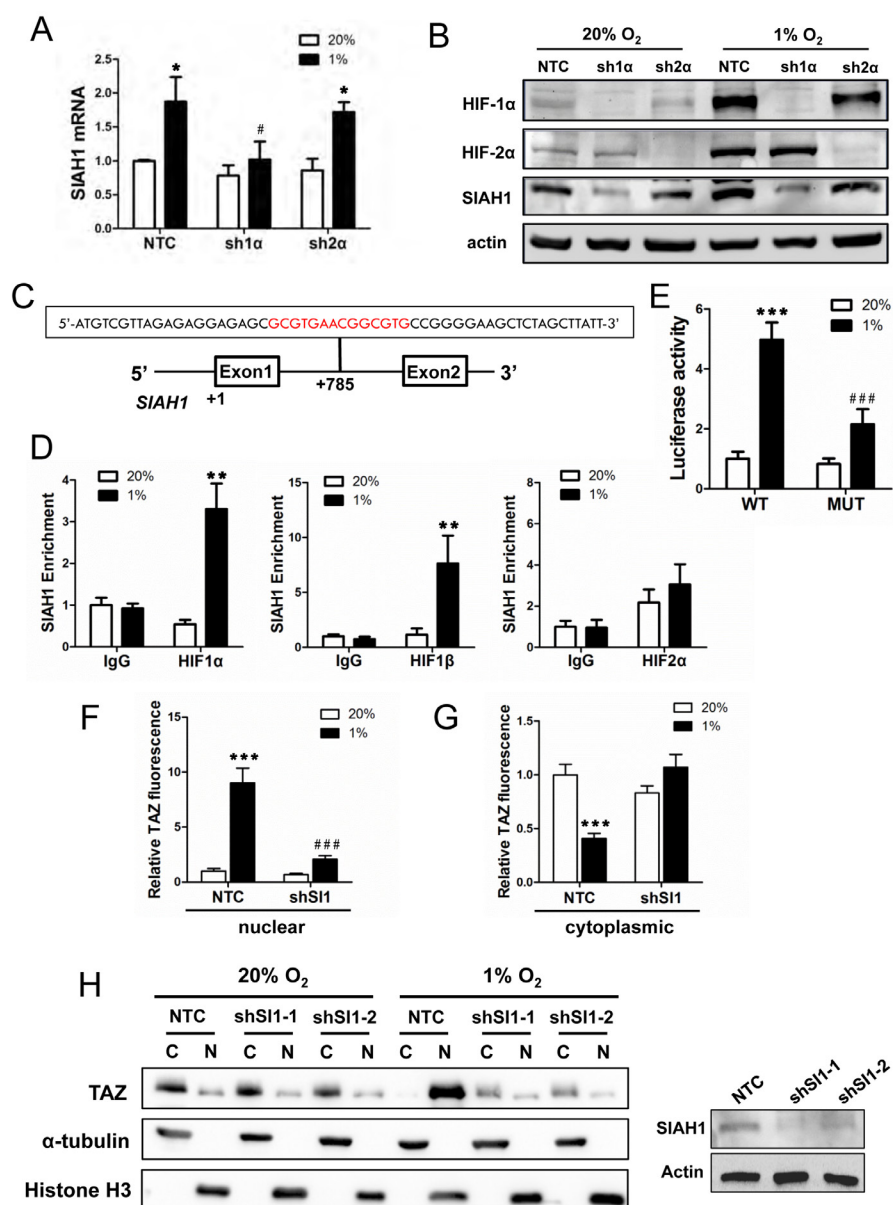 A
SIAH1 mRNA
2.5
2.0
1.5
1.0
0.5
0.0
20%
1%
*
#
*
NTC sh1α sh2α
B
20% O2 1% O2
NTC sh1α sh2α NTC sh1α sh2α
HIF-1α
HIF-2α
SIAH1
actin
C
5'-ATGTCGTTAGAGAGGAGAGCGCGTGAACGGCGTGCCGGGGAAGCTCTAGCTTATT-3'
5' Exon1 Exon2 3'
SIAH1 +1 +785
D
SIAH1 Enrichment
4
3
2
1
0
20%
1%
**
IgG HIF1α
SIAH1 Enrichment
15
10
5
0
20%
1%
**
IgG HIF1β
SIAH1 Enrichment
8
6
4
2
0
20%
1%
IgG HIF2α
E
Luciferase activity
6
4
2
0
20%
1%
***
###
WT MUT
F
Relative TAZ fluorescence
15
10
5
0
20%
1%
***
###
NTC shSI1
nuclear
G
Relative TAZ fluorescence
1.5
1.0
0.5
0.0
20%
1%
***
NTC shSI1
cytoplasmic
H
20% O2 1% O2
NTC shSI1-1 shSI1-2 NTC shSI1-1 shSI1-2
C N C N C N C N C N C N
TAZ
α-tubulin
Histone H3
NTC shSI1-1 shSI1-2
SIAH1
Actin